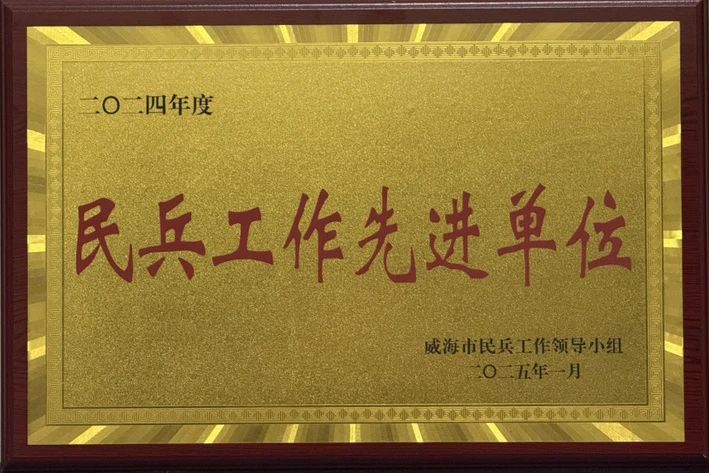 二〇二四年度
民兵工作先进单位
威海市民兵工作领导小组
二〇二五年一月